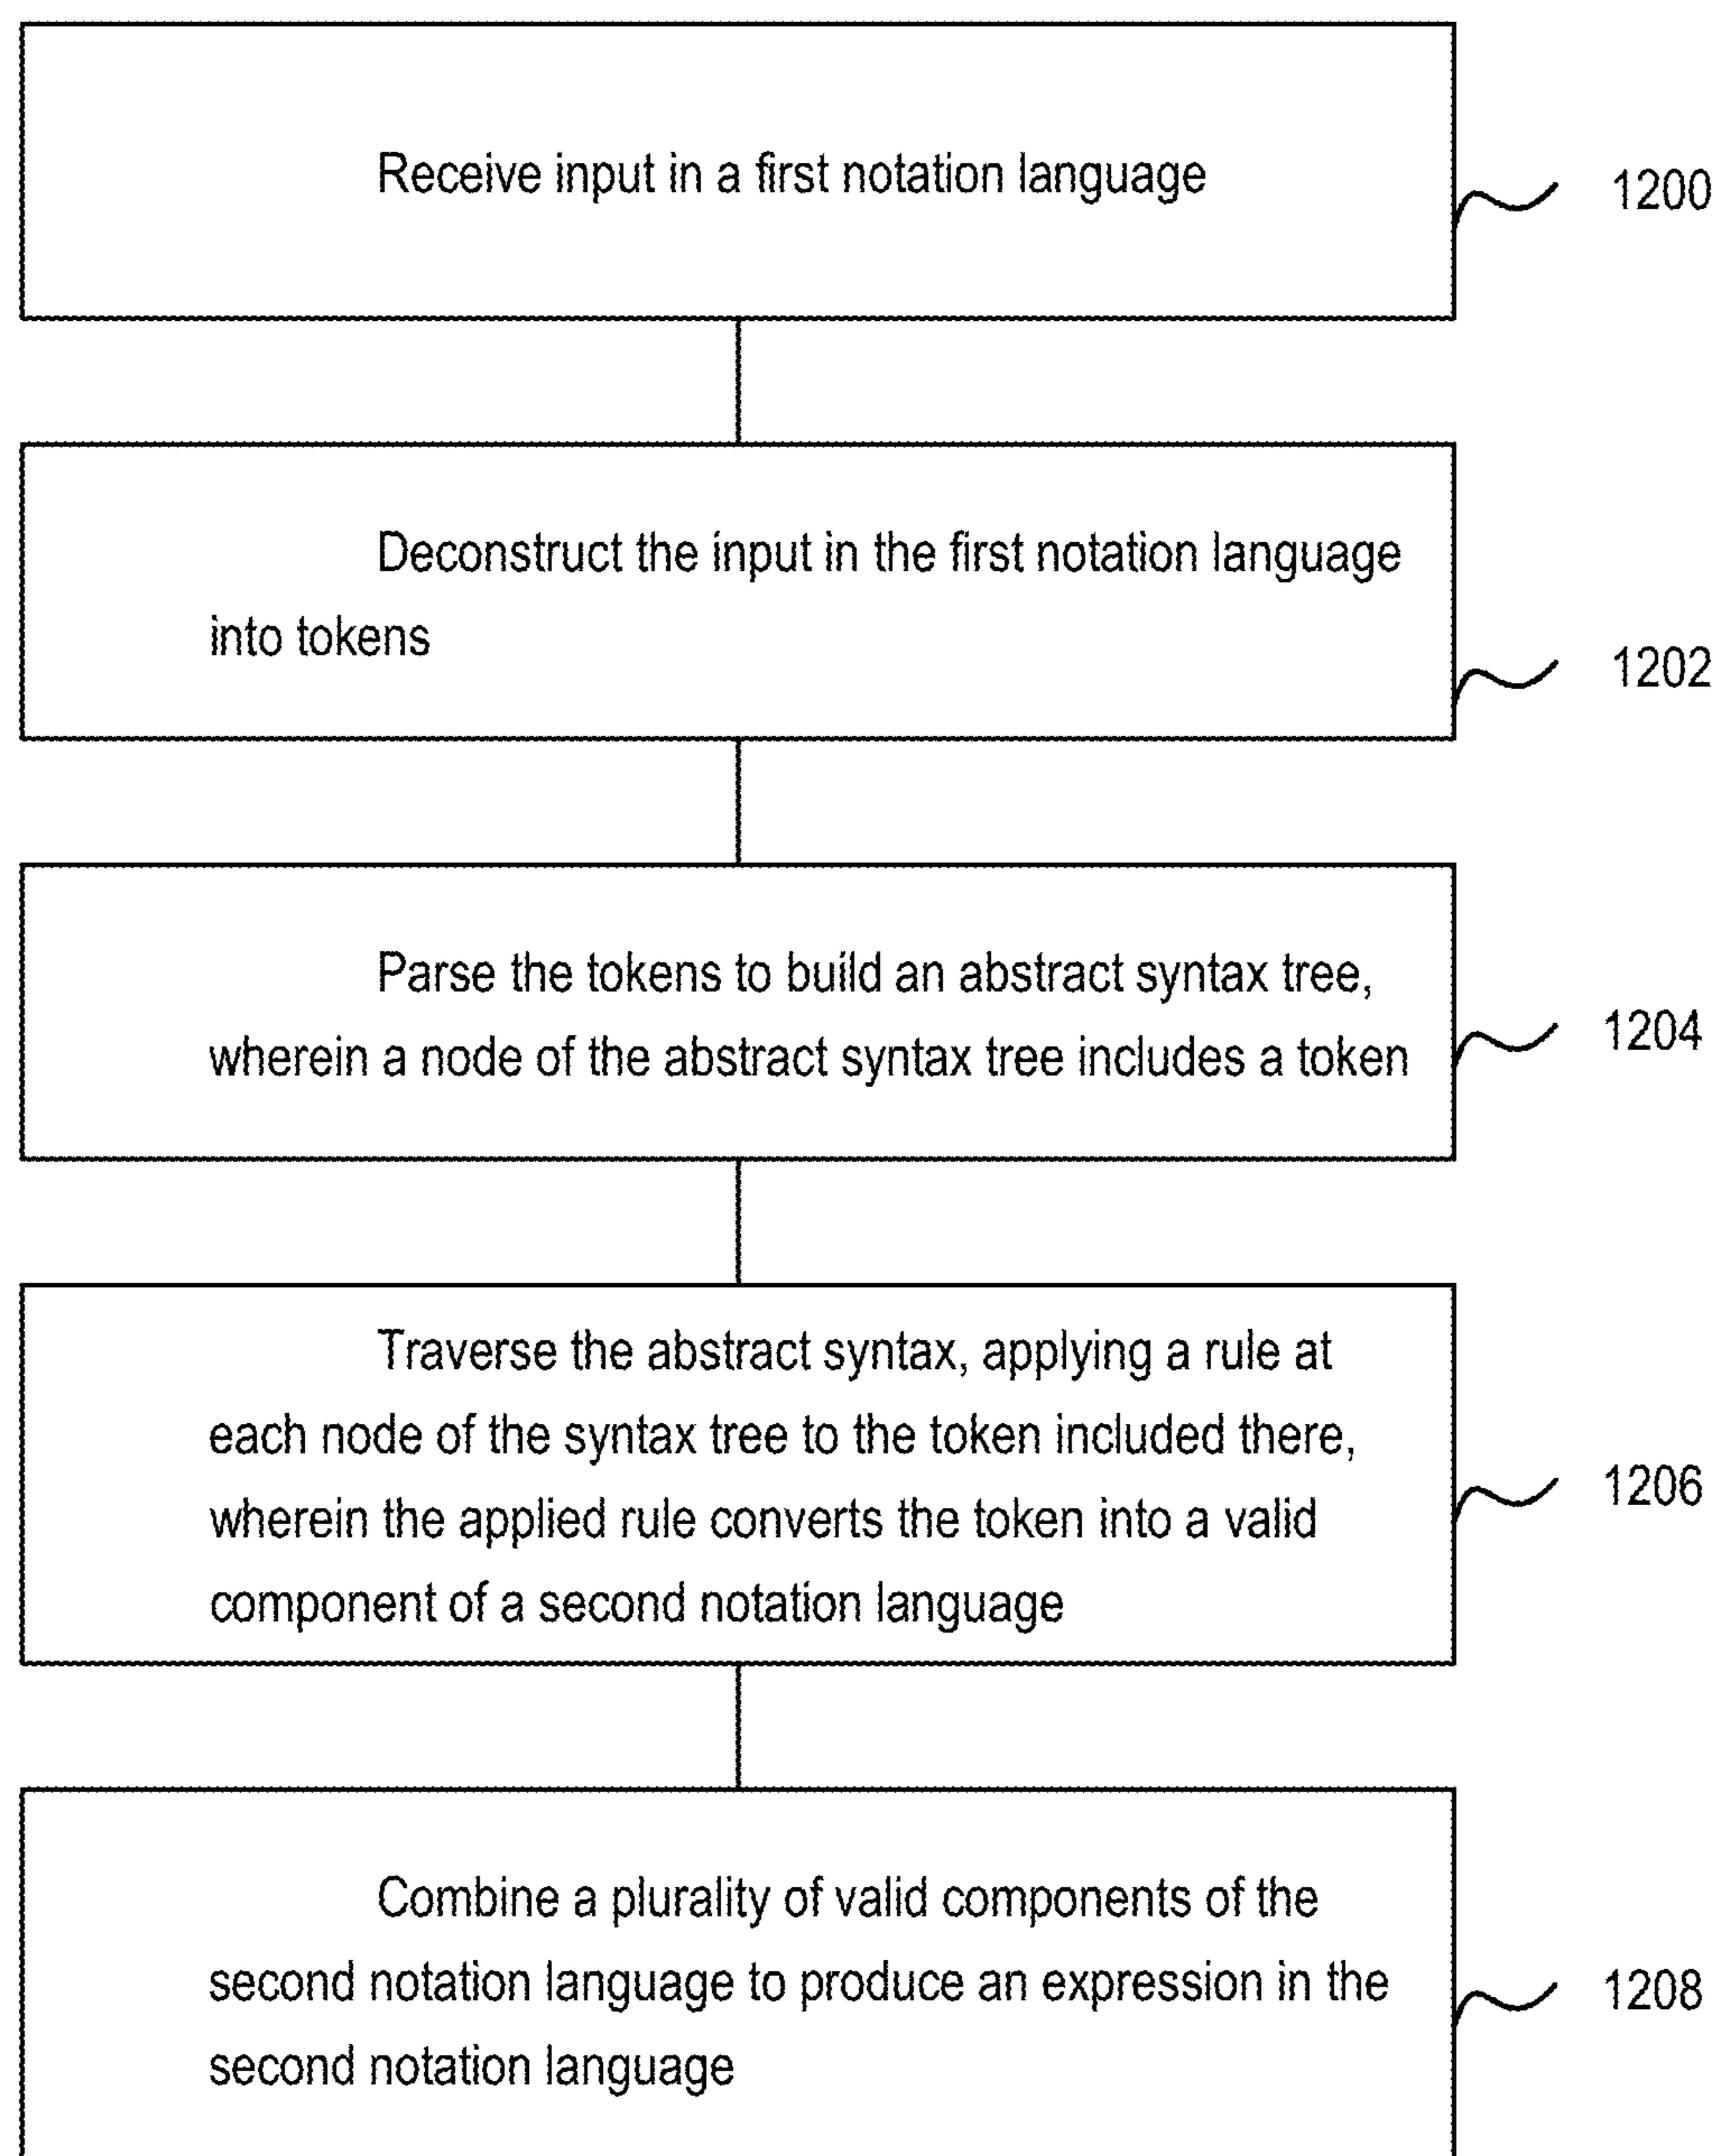 Receive input in a first notation language
1200
Deconstruct the input in the first notation language
into tokens
1202
Parse the tokens to build an abstract syntax tree,
wherein a node of the abstract syntax tree includes a token
1204
Traverse the abstract syntax, applying a rule at
each node of the syntax tree to the token included there,
wherein the applied rule converts the token into a valid
component of a second notation language
1206
Combine a plurality of valid components of the
second notation language to produce an expression in the
second notation language
1208